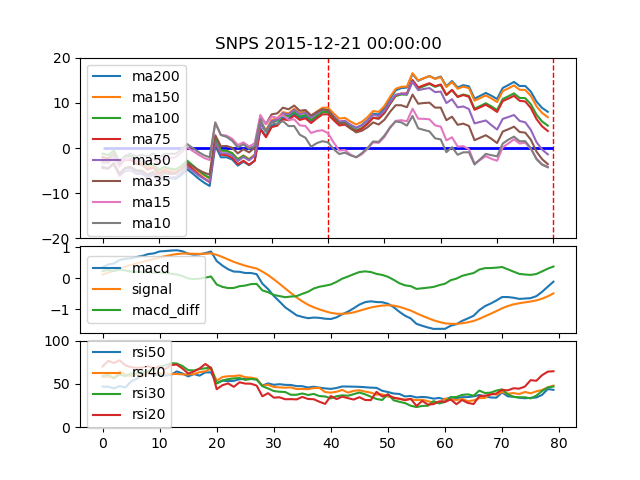 SNPS 2015-12-21 00:00:00
20
10
0
−10
−20
ma200
ma150
ma100
ma75
ma50
ma35
ma15
ma10
1
0
−1
macd
signal
macd_diff
100
50
0
rsi50
rsi40
rsi30
rsi20
0 10 20 30 40 50 60 70 80